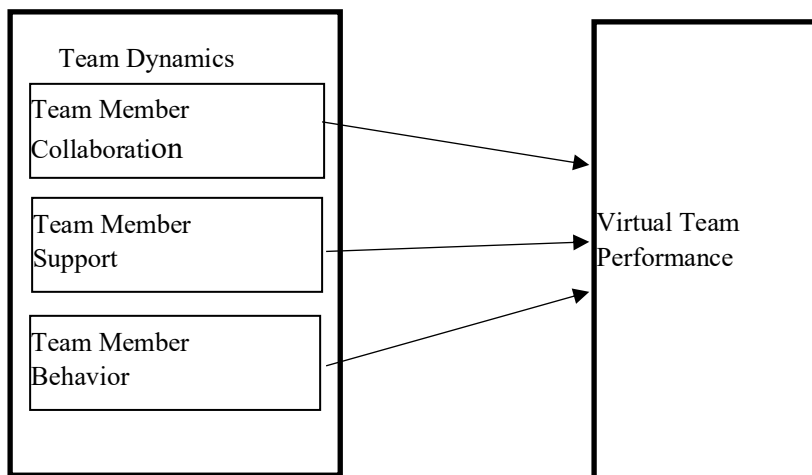 Team Dynamics
Team Member
Collaboration
Team Member
Support
Team Member
Behavior
Virtual Team
Performance